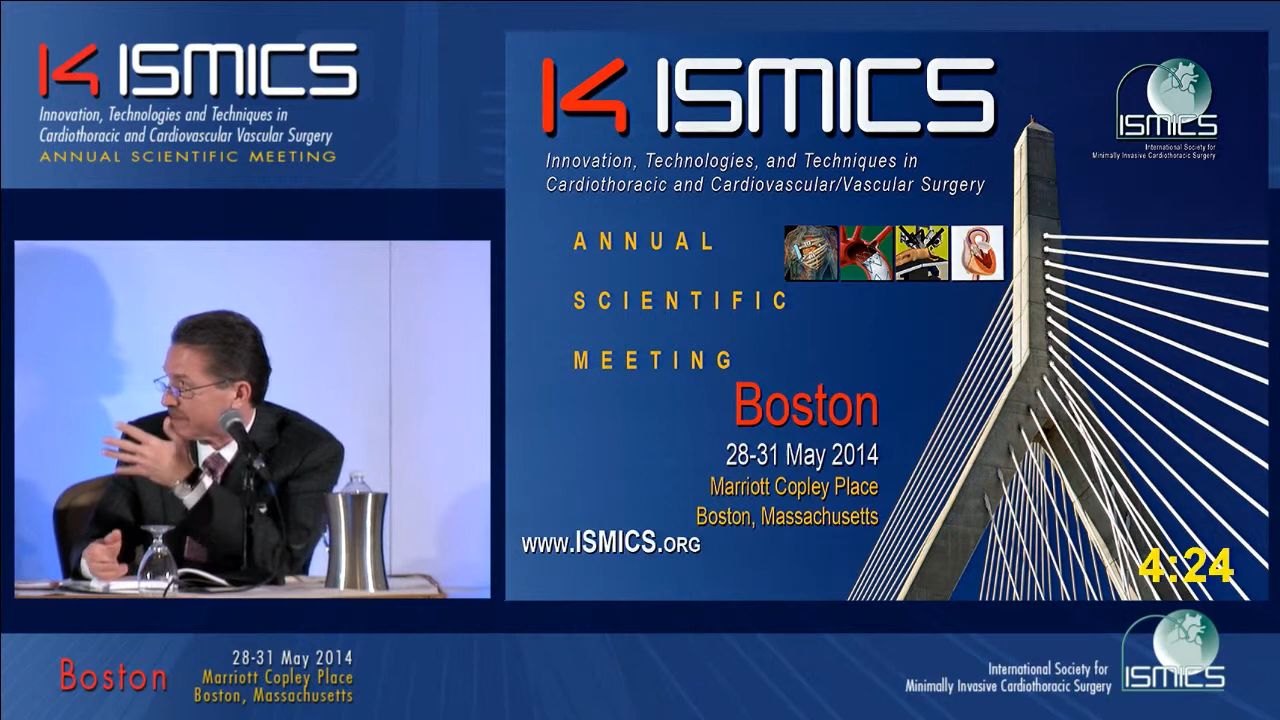 14 ISMICS
Innovation, Technologies and Techniques in
Cardiothoracic and Cardiovascular Vascular Surgery
ANNUAL SCIENTIFIC MEETING
14 ISMICS
Innovation, Technologies, and Techniques in
Cardiothoracic and Cardiovascular/Vascular Surgery
ISMICS
International Society for
Minimally Invasive Cardiothoracic Surgery
ANNUAL
SCIENTIFIC
MEETING
Boston
28-31 May 2014
Marriott Copley Place
Boston, Massachusetts
www.ISMICS.ORG
4:24
Boston
28-31 May 2014
Marriott Copley Place
Boston, Massachusetts
International Society for
Minimally Invasive Cardiothoracic Surgery
ISMICS